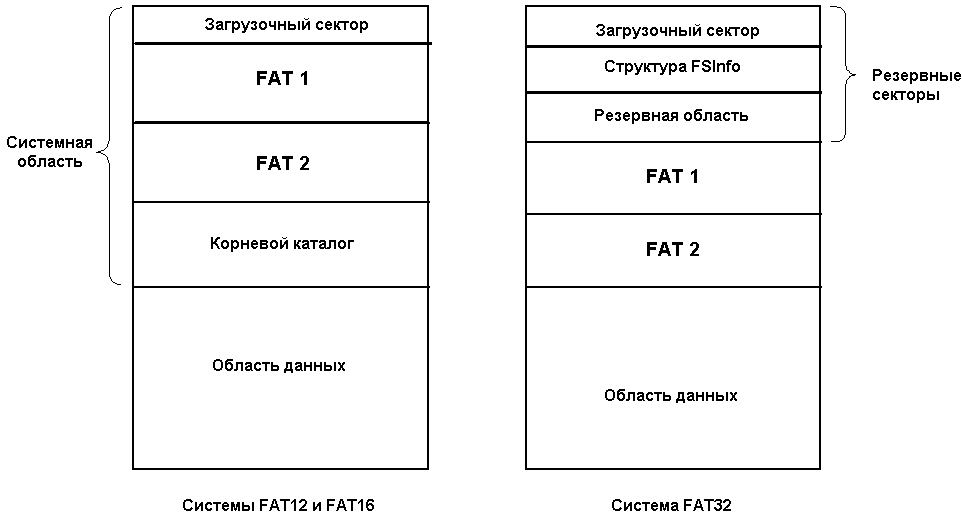 Загрузочный сектор
FAT 1
FAT 2
Корневой каталог
Область данных
Системная
область
Системы FAT12 и FAT16
Загрузочный сектор
Структура FSInfo
Резервная область
FAT 1
FAT 2
Область данных
Резервные
секторы
Система FAT32